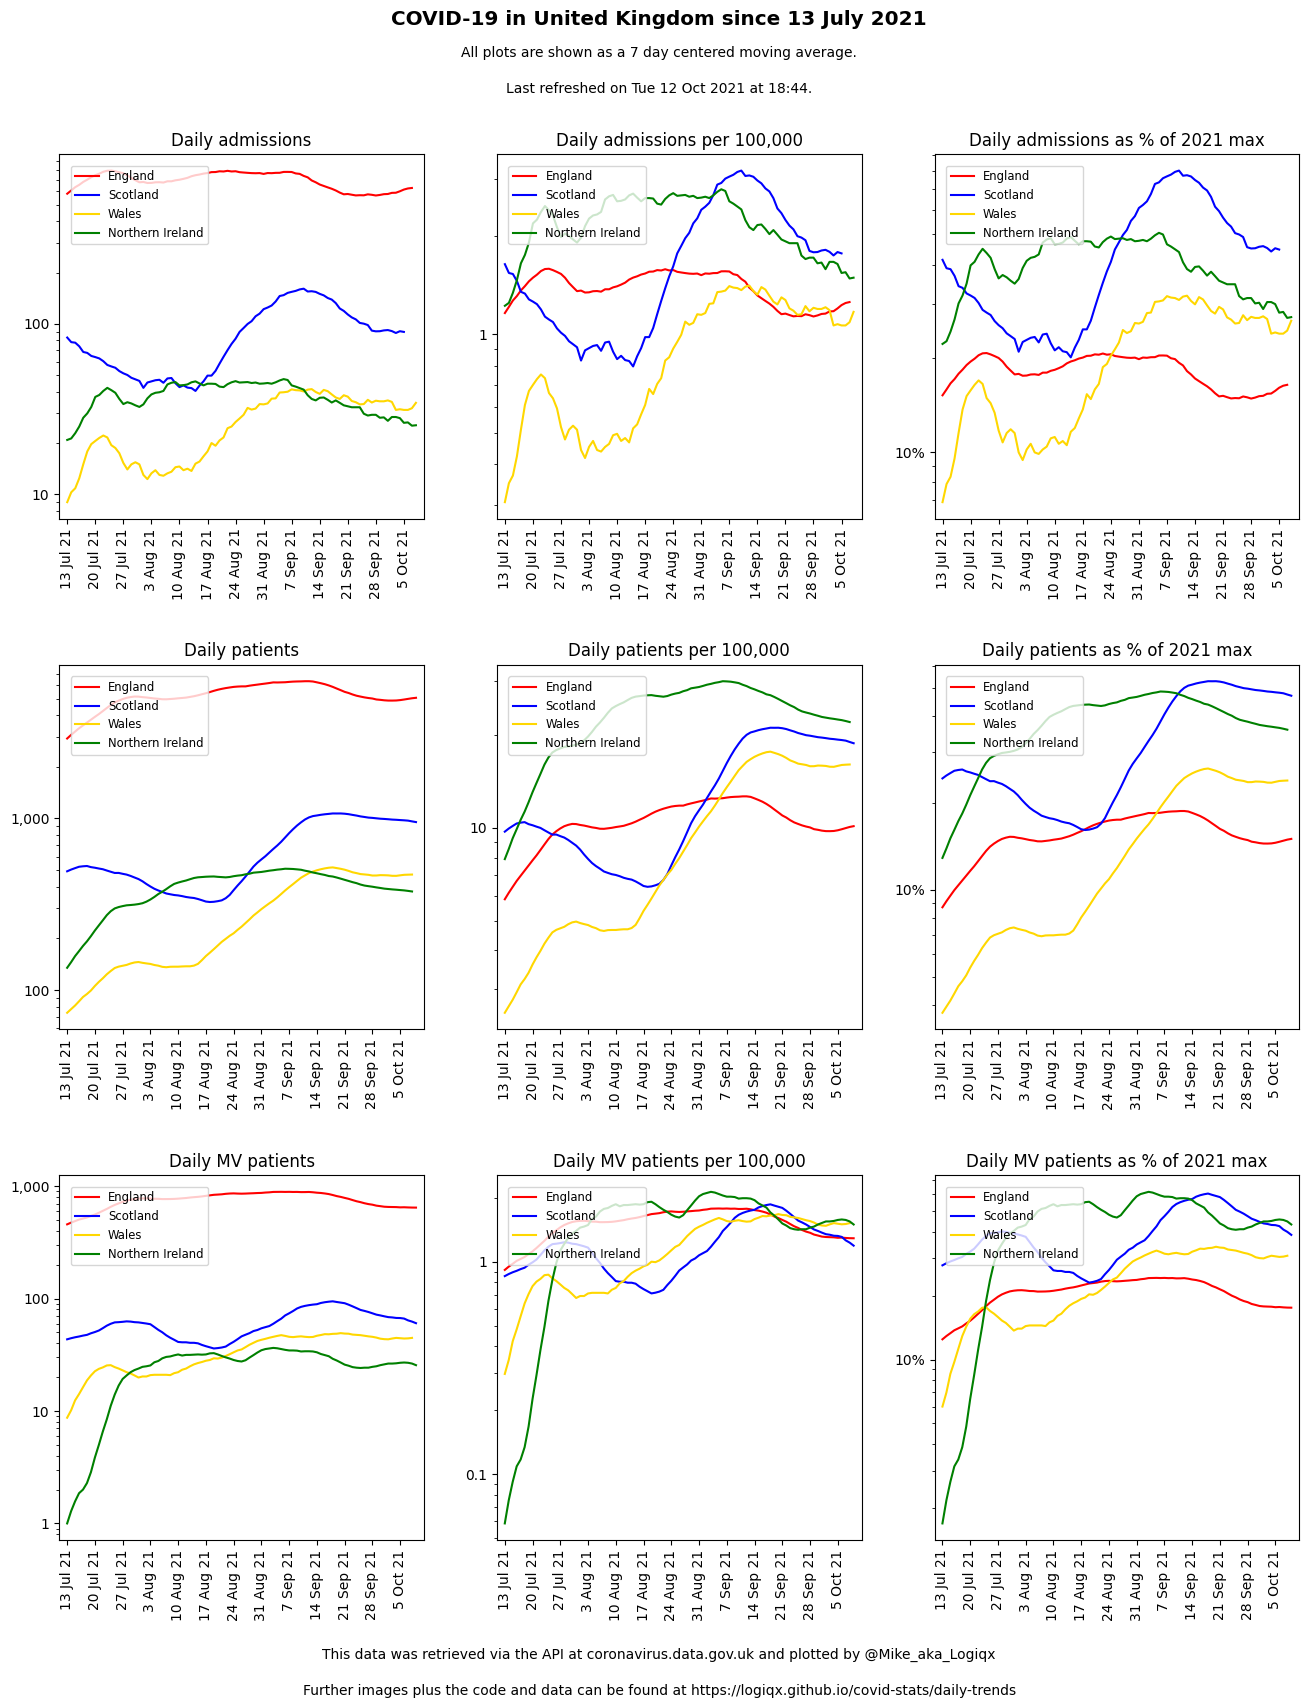 COVID-19 in United Kingdom since 13 July 2021
All plots are shown as a 7 day centered moving average.
Last refreshed on Tue 12 Oct 2021 at 18:44.
Daily admissions
England
Scotland
Wales
Northern Ireland
100
10
13 Jul 21
20 Jul 21
27 Jul 21
3 Aug 21
10 Aug 21
17 Aug 21
24 Aug 21
31 Aug 21
7 Sep 21
14 Sep 21
21 Sep 21
28 Sep 21
5 Oct 21
Daily admissions per 100,000
England
Scotland
Wales
Northern Ireland
1
13 Jul 21
20 Jul 21
27 Jul 21
3 Aug 21
10 Aug 21
17 Aug 21
24 Aug 21
31 Aug 21
7 Sep 21
14 Sep 21
21 Sep 21
28 Sep 21
5 Oct 21
Daily admissions as % of 2021 max
England
Scotland
Wales
Northern Ireland
10%
13 Jul 21
20 Jul 21
27 Jul 21
3 Aug 21
10 Aug 21
17 Aug 21
24 Aug 21
31 Aug 21
7 Sep 21
14 Sep 21
21 Sep 21
28 Sep 21
5 Oct 21
Daily patients
England
Scotland
Wales
Northern Ireland
1,000
100
13 Jul 21
20 Jul 21
27 Jul 21
3 Aug 21
10 Aug 21
17 Aug 21
24 Aug 21
31 Aug 21
7 Sep 21
14 Sep 21
21 Sep 21
28 Sep 21
5 Oct 21
Daily patients per 100,000
England
Scotland
Wales
Northern Ireland
10
13 Jul 21
20 Jul 21
27 Jul 21
3 Aug 21
10 Aug 21
17 Aug 21
24 Aug 21
31 Aug 21
7 Sep 21
14 Sep 21
21 Sep 21
28 Sep 21
5 Oct 21
Daily patients as % of 2021 max
England
Scotland
Wales
Northern Ireland
10%
13 Jul 21
20 Jul 21
27 Jul 21
3 Aug 21
10 Aug 21
17 Aug 21
24 Aug 21
31 Aug 21
7 Sep 21
14 Sep 21
21 Sep 21
28 Sep 21
5 Oct 21
Daily MV patients
England
Scotland
Wales
Northern Ireland
1,000
100
10
1
13 Jul 21
20 Jul 21
27 Jul 21
3 Aug 21
10 Aug 21
17 Aug 21
24 Aug 21
31 Aug 21
7 Sep 21
14 Sep 21
21 Sep 21
28 Sep 21
5 Oct 21
Daily MV patients per 100,000
England
Scotland
Wales
Northern Ireland
1
0.1
13 Jul 21
20 Jul 21
27 Jul 21
3 Aug 21
10 Aug 21
17 Aug 21
24 Aug 21
31 Aug 21
7 Sep 21
14 Sep 21
21 Sep 21
28 Sep 21
5 Oct 21
Daily MV patients as % of 2021 max
England
Scotland
Wales
Northern Ireland
10%
13 Jul 21
20 Jul 21
27 Jul 21
3 Aug 21
10 Aug 21
17 Aug 21
24 Aug 21
31 Aug 21
7 Sep 21
14 Sep 21
21 Sep 21
28 Sep 21
5 Oct 21
This data was retrieved via the API at coronavirus.data.gov.uk and plotted by @Mike_aka_Logiqx
Further images plus the code and data can be found at https://logiqx.github.io/covid-stats/daily-trends